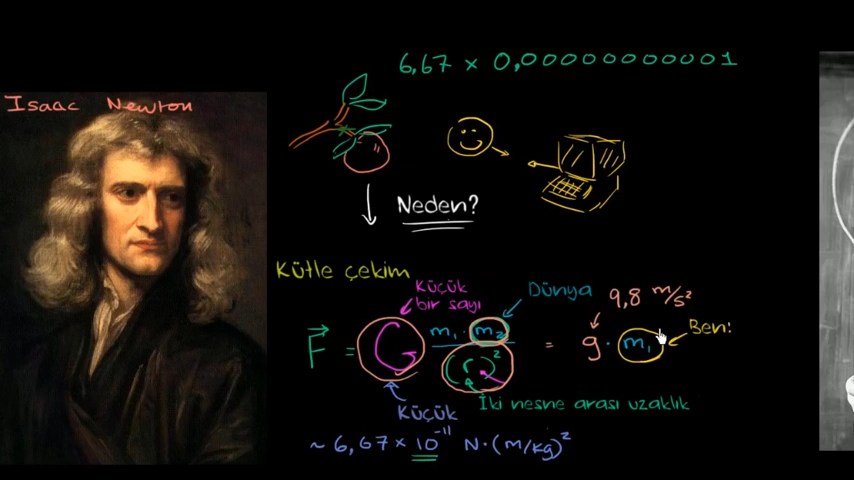 6,67 × 0,00000000001
Isaac Newton
Neden?
Kütle çekim
Küçük bir sayı
Dünya
9,8 m/s²
F = G m₁ · m₂ / (r)² = g · m₁
Ben!
Küçük
İki nesne arası uzaklık
~ 6,67 × 10⁻¹¹ N·(m/kg)²